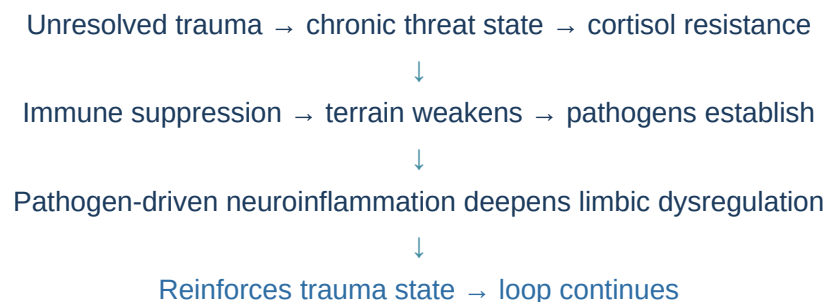 Unresolved trauma → chronic threat state → cortisol resistance
↓
Immune suppression → terrain weakens → pathogens establish
↓
Pathogen-driven neuroinflammation deepens limbic dysregulation
↓
Reinforces trauma state → loop continues